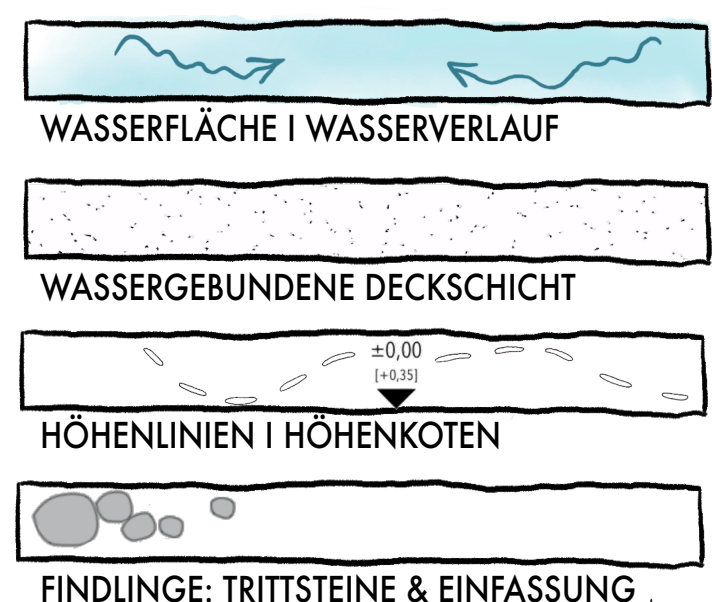 WASSERFLÄCHE I WASSERVERLAUF
WASSERGEBUNDENE DECKSCHICHT
±0,00
[+0,35]
HÖHENLINIEN I HÖHENKOTEN
FINDLINGE: TRITTSTEINE & EINFASSUNG